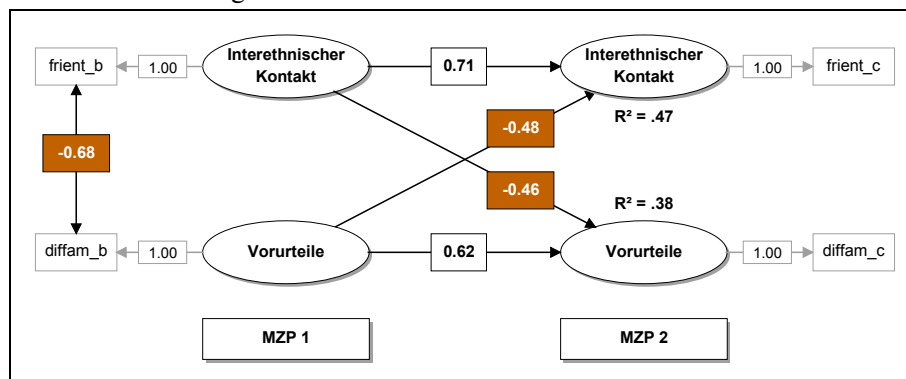 frient_b
1.00
Interethnischer
Kontakt
0.71
Interethnischer
Kontakt
1.00
frient_c
R² = .47
-0.48
-0.68
-0.46
R² = .38
diffam_b
1.00
Vorurteile
0.62
Vorurteile
1.00
diffam_c
MZP 1
MZP 2